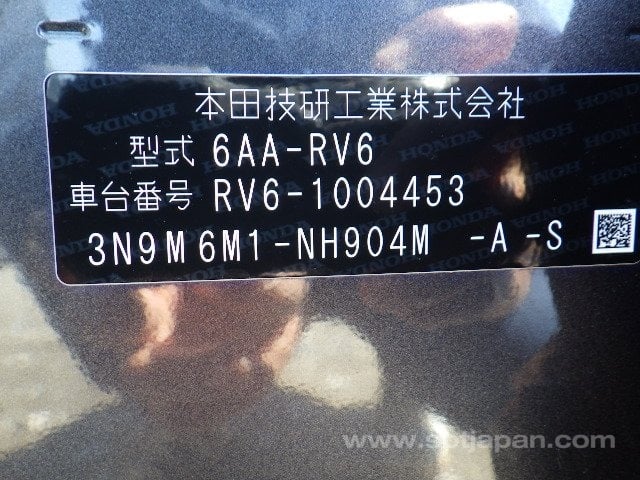 本田技研工業株式会社
型式 6AA-RV6
車台番号 RV6-1004453
3N9M6M1-NH904M -A-S
www.sbtjapan.com